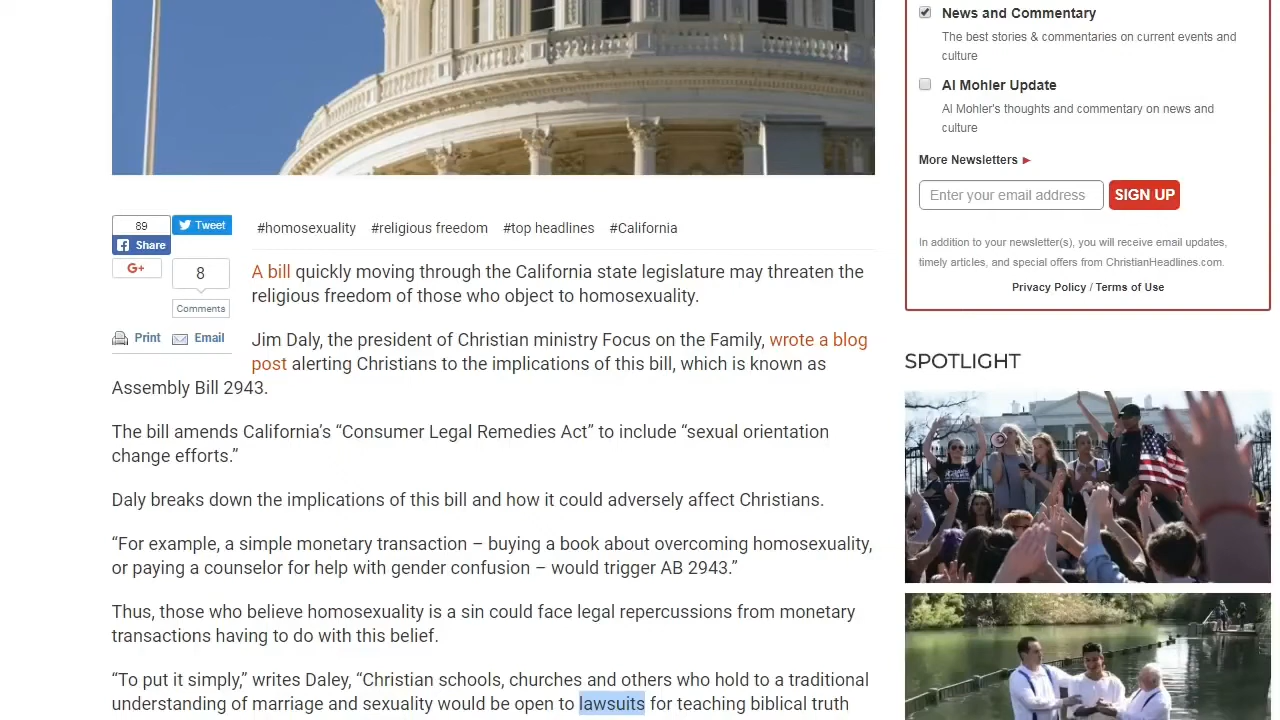 News and Commentary
The best stories & commentaries on current events and
culture
Al Mohler Update
Al Mohler's thoughts and commentary on news and
culture
More Newsletters ►
Enter your email address
SIGN UP
In addition to your newsletter(s), you will receive email updates,
timely articles, and special offers from ChristianHeadlines.com.
Privacy Policy / Terms of Use
89
Tweet
Share
G+
8
Comments
Print
Email
#homosexuality #religious freedom #top headlines #California
A bill quickly moving through the California state legislature may threaten the
religious freedom of those who object to homosexuality.
Jim Daly, the president of Christian ministry Focus on the Family, wrote a blog
post alerting Christians to the implications of this bill, which is known as
Assembly Bill 2943.
The bill amends California’s “Consumer Legal Remedies Act” to include “sexual orientation
change efforts.”
Daly breaks down the implications of this bill and how it could adversely affect Christians.
“For example, a simple monetary transaction – buying a book about overcoming homosexuality,
or paying a counselor for help with gender confusion – would trigger AB 2943.”
Thus, those who believe homosexuality is a sin could face legal repercussions from monetary
transactions having to do with this belief.
“To put it simply,” writes Daley, “Christian schools, churches and others who hold to a traditional
understanding of marriage and sexuality would be open to lawsuits for teaching biblical truth
SPOTLIGHT